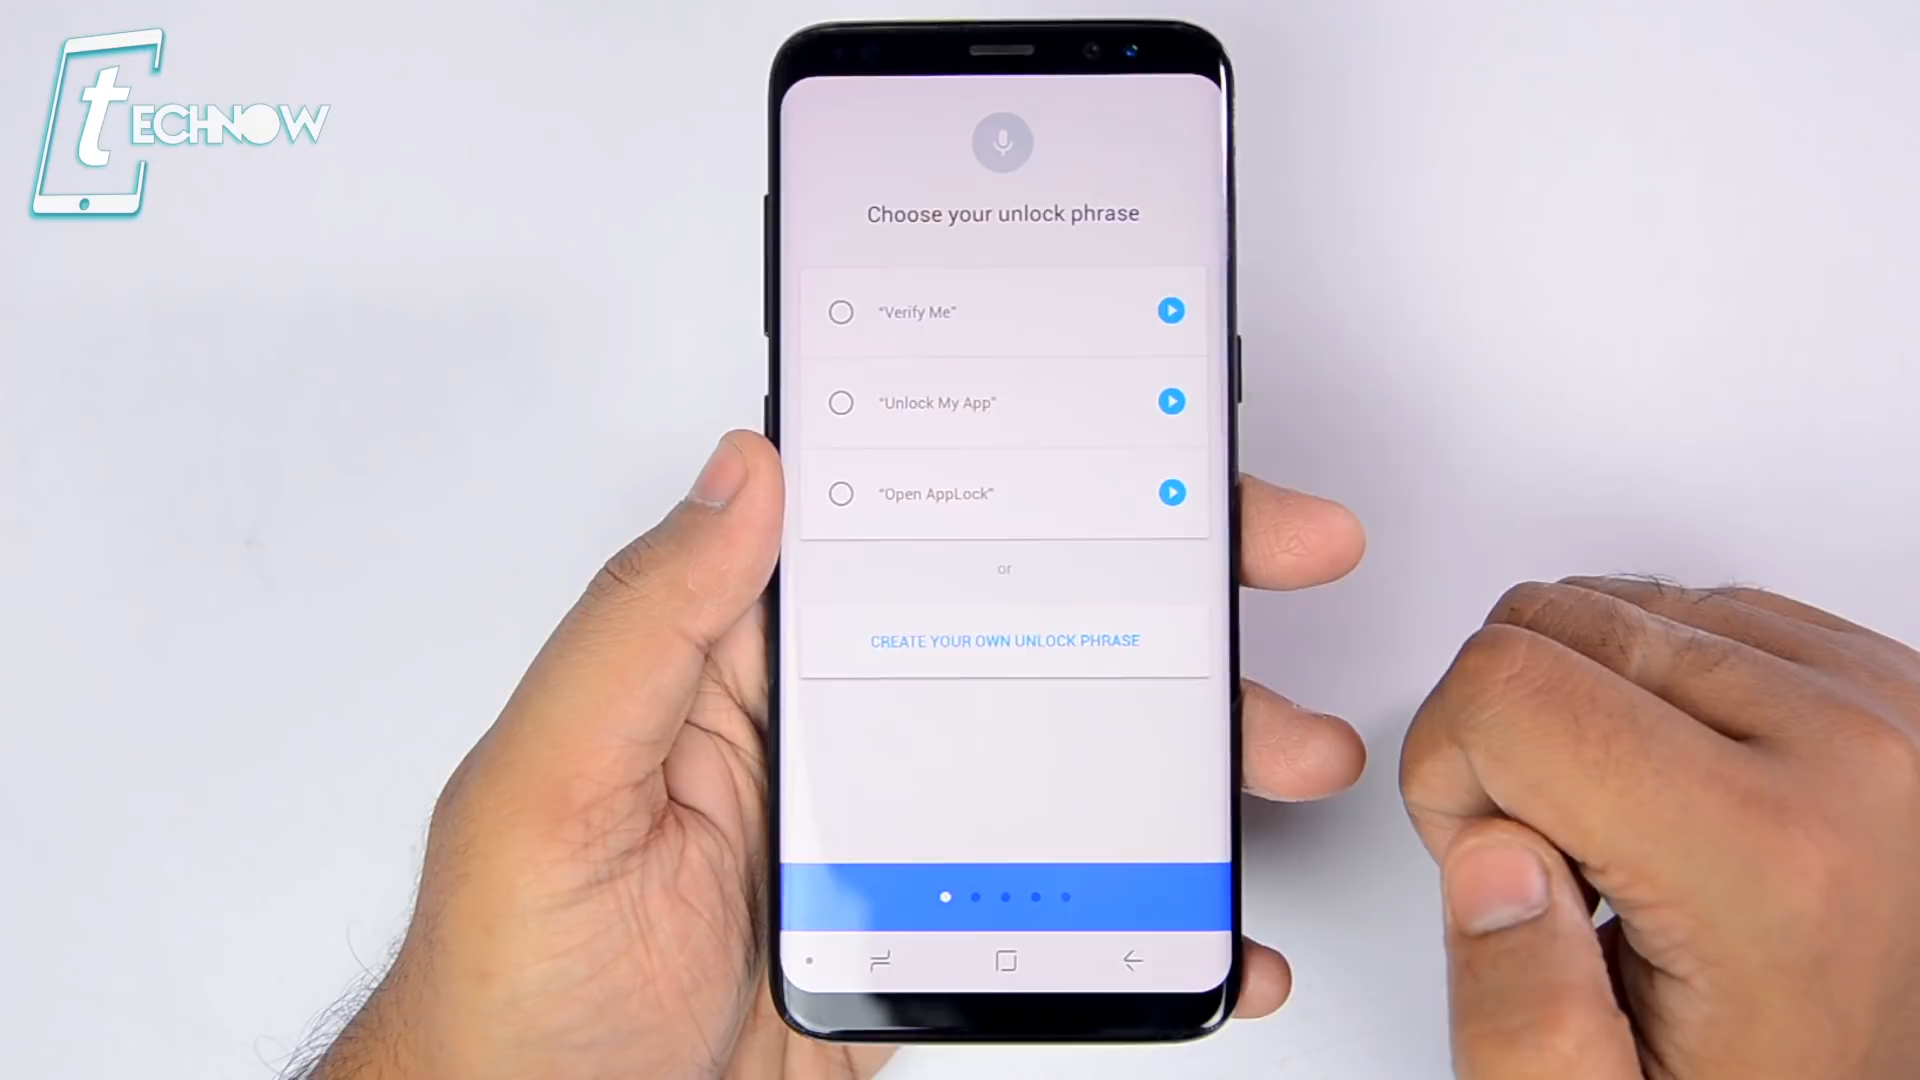 tECHNOW
Choose your unlock phrase
“Verify Me”
“Unlock My App”
“Open AppLock”
or
CREATE YOUR OWN UNLOCK PHRASE